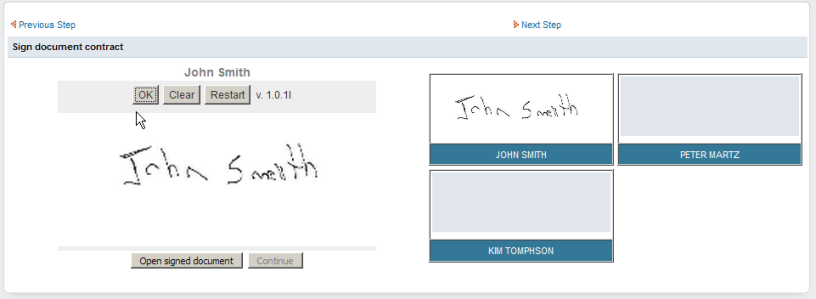 Previous Step
Next Step
Sign document contract
John Smith
OK Clear Restart v. 1.0.1l
John Smith
Open signed document Continue
John Smith
JOHN SMITH
PETER MARTZ
KIM TOMPHSON